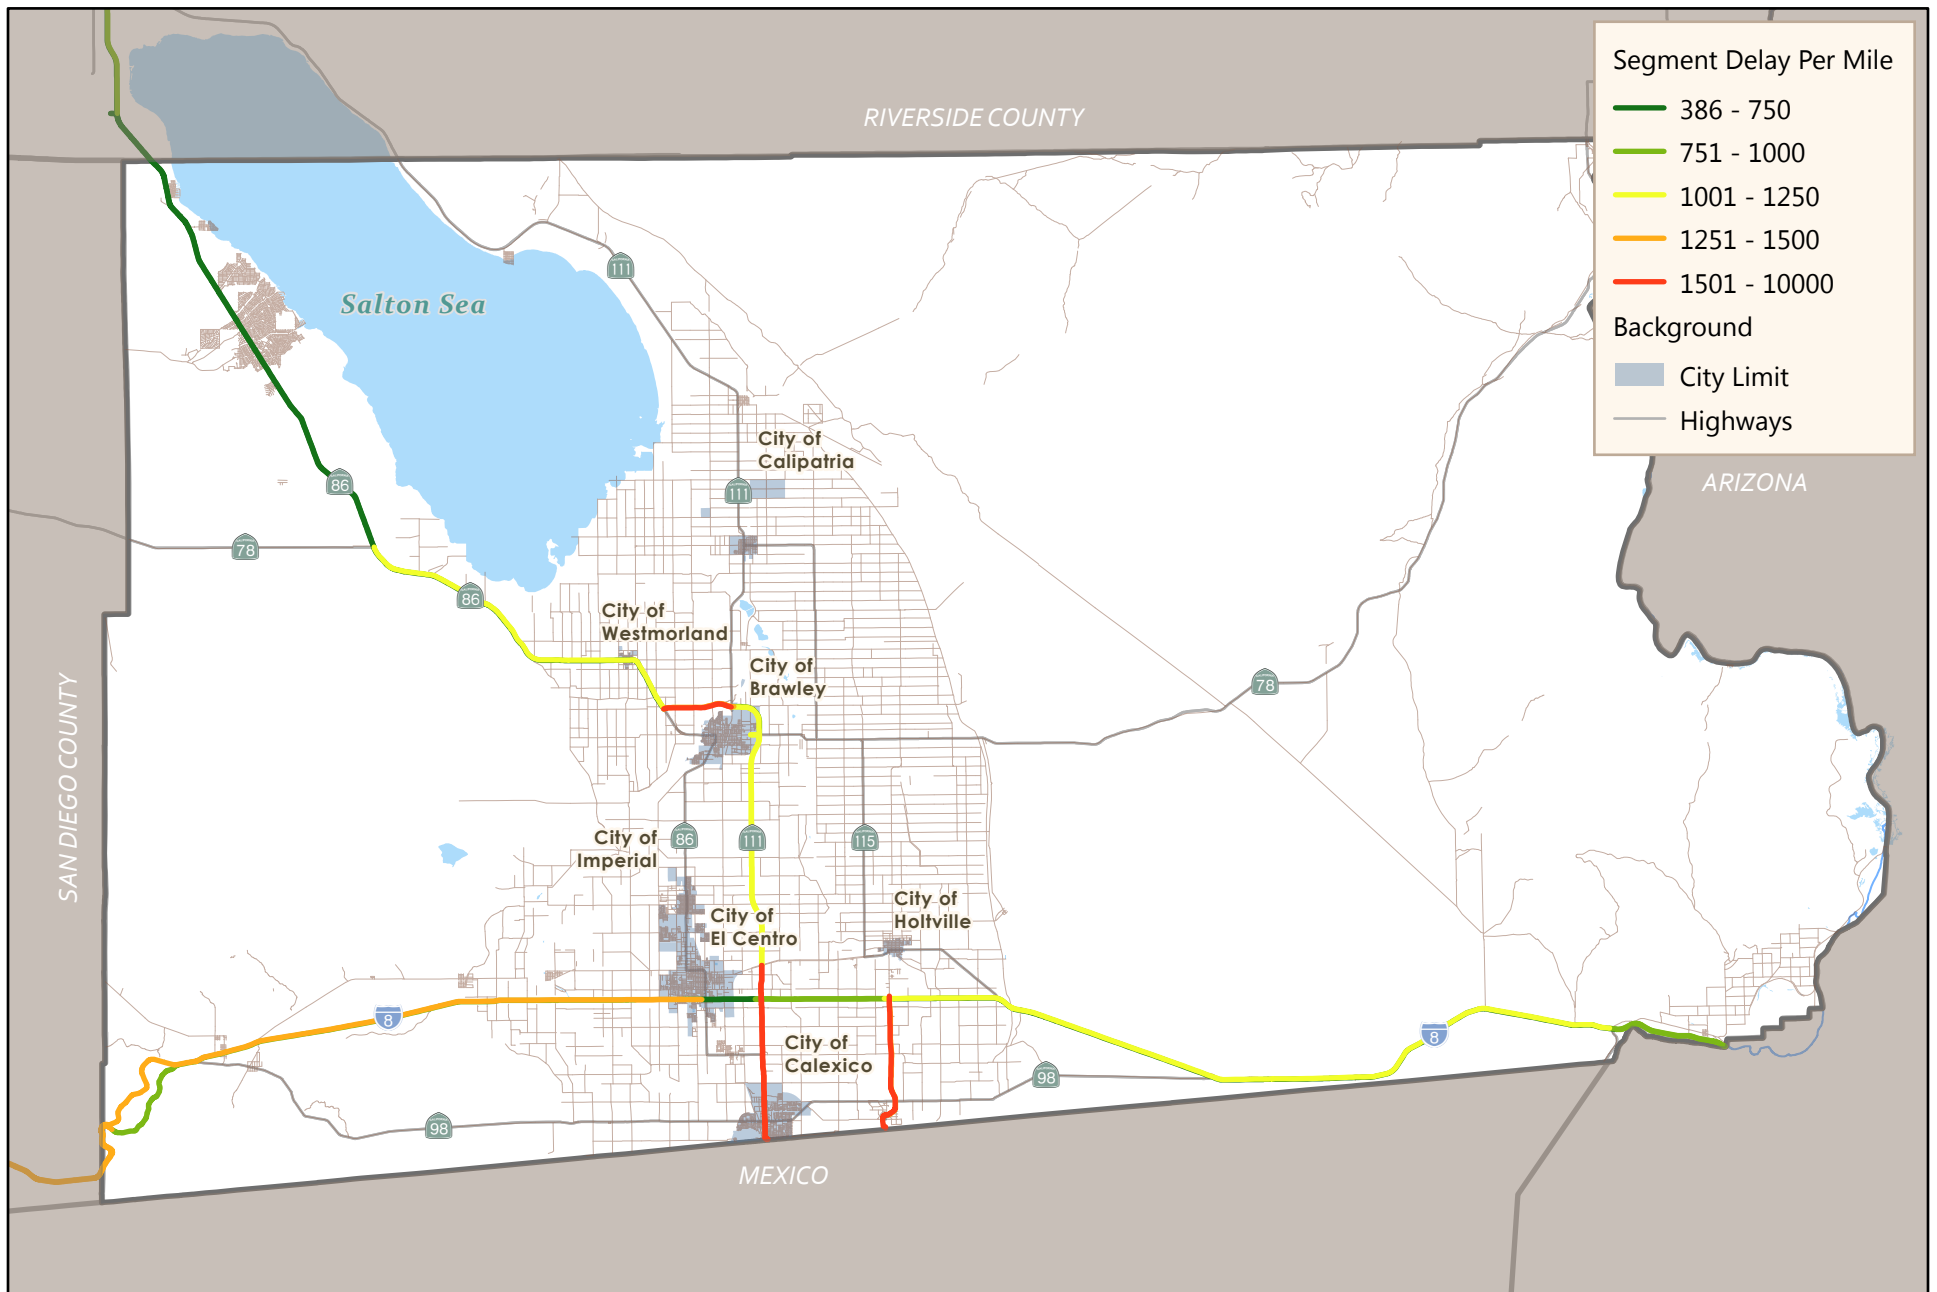 Segment Delay Per Mile
386 - 750
751 - 1000
1001 - 1250
1251 - 1500
1501 - 10000
Background
City Limit
Highways
RIVERSIDE COUNTY
111
Salton Sea
City of
Calipatria
86
111
ARIZONA
78
86
City of
Westmorland
City of
Brawley
78
SAN DIEGO COUNTY
City of
Imperial
86
111
115
City of
Holtville
City of
El Centro
8
8
City of
Calexico
98
98
MEXICO